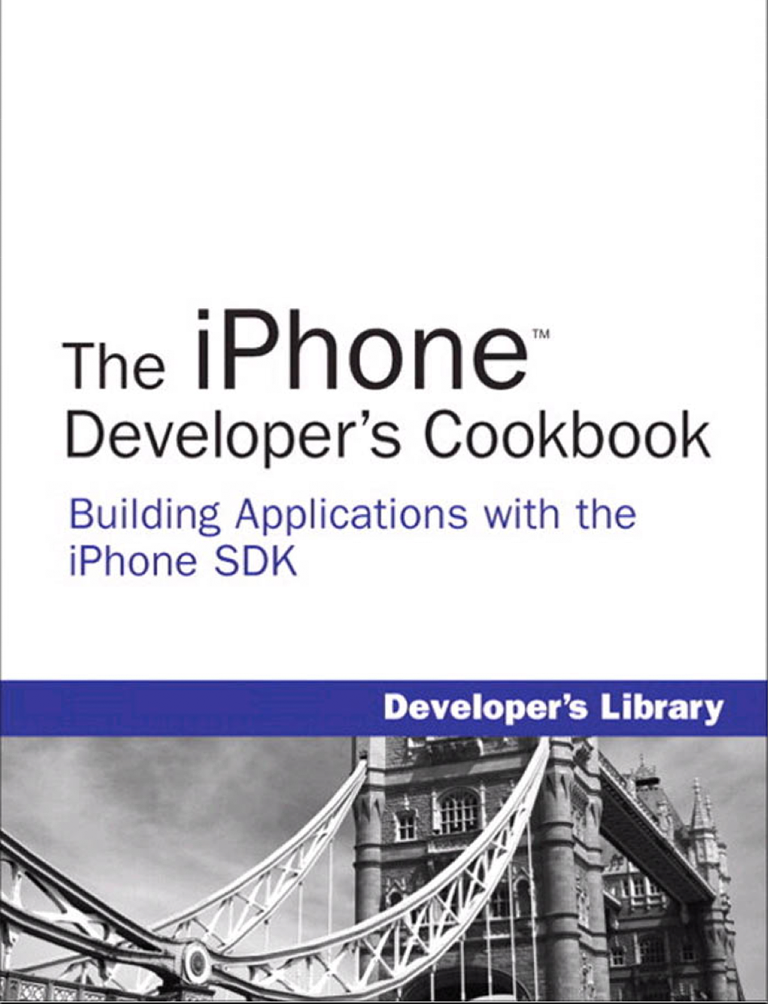 The iPhone™
Developer's Cookbook
Building Applications with the
iPhone SDK
Developer's Library